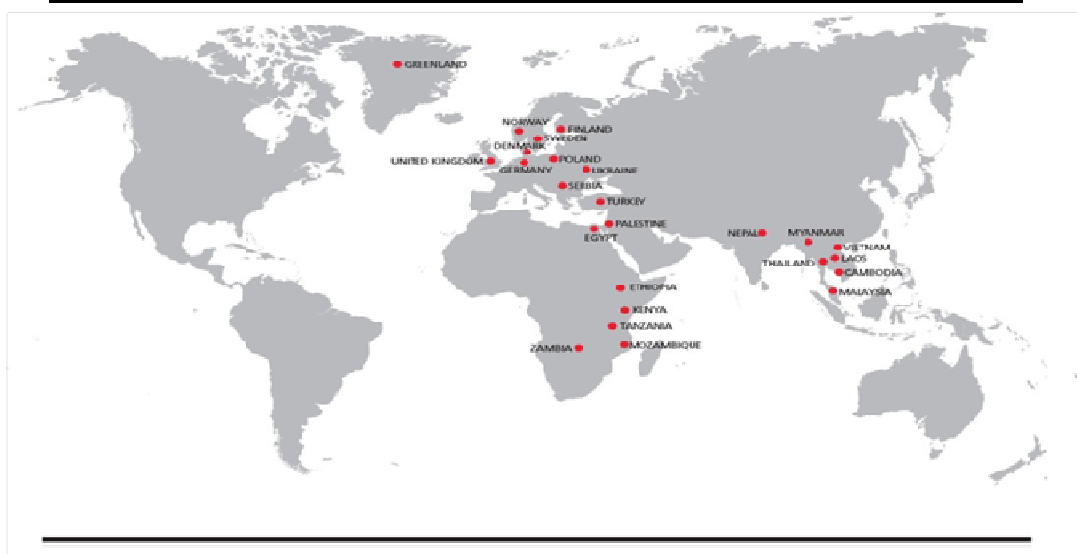 GREENLAND
NORWAY
FINLAND
SWEDEN
DENMARK
UNITED KINGDOM
POLAND
GERMANY
UKRAINE
SERBIA
TURKEY
PALESTINE
EGYPT
NEPAL
MYANMAR
VIETNAM
LAOS
THAILAND
CAMBODIA
ETHIOPIA
MALAYSIA
KENYA
TANZANIA
MOZAMBIQUE
ZAMBIA